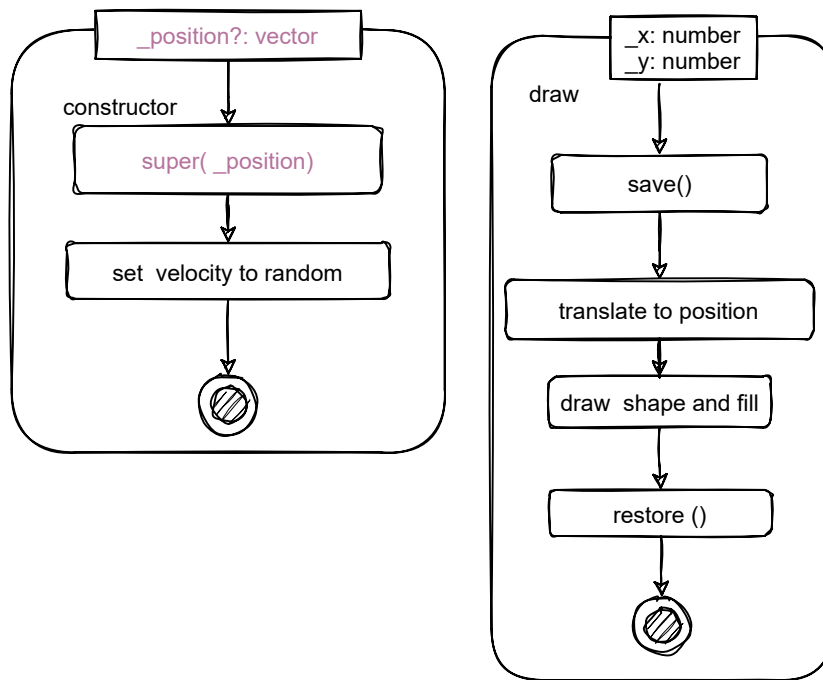 _position?: vector
constructor
super( _position)
set  velocity to random
_x: number
_y: number
draw
save()
translate to position
draw  shape and fill
restore ()